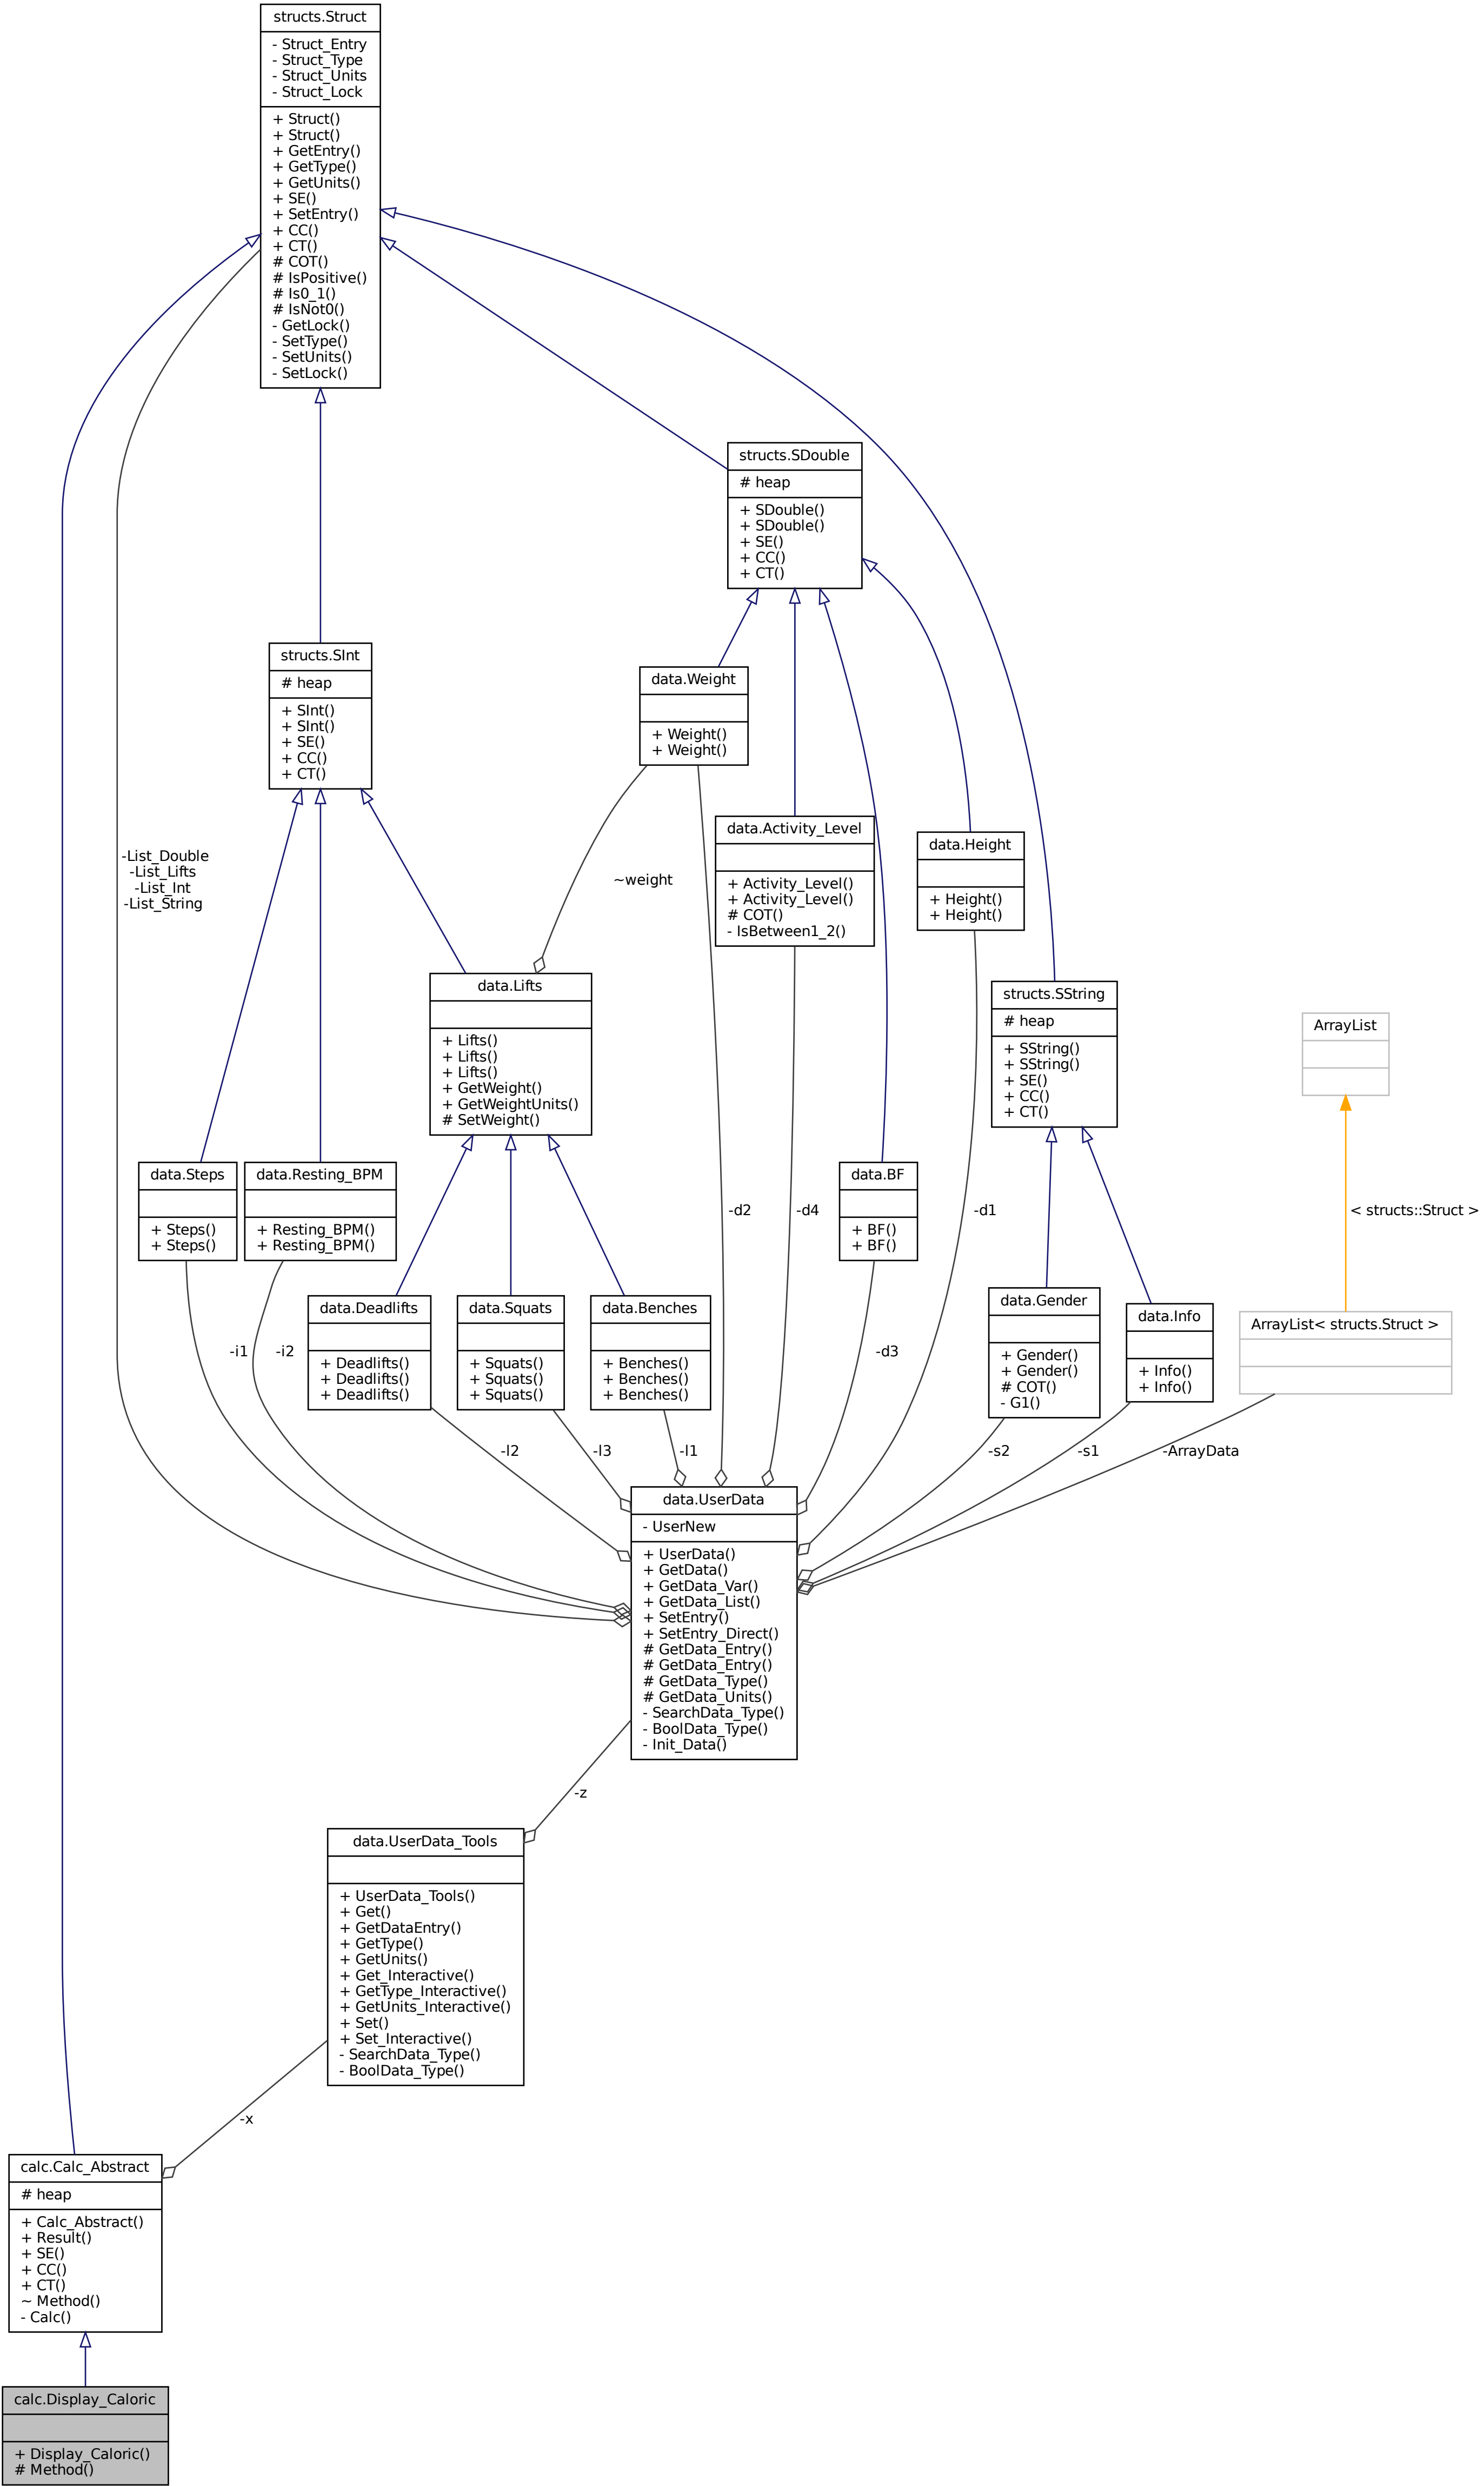 structs.Struct
- Struct_Entry
- Struct_Type
- Struct_Units
- Struct_Lock
+ Struct()
+ Struct()
+ GetEntry()
+ GetType()
+ GetUnits()
+ SE()
+ SetEntry()
+ CC()
+ CT()
# COT()
# IsPositive()
# Is0_1()
# IsNot0()
- GetLock()
- SetType()
- SetUnits()
- SetLock()
structs.SDouble
# heap
+ SDouble()
+ SDouble()
+ SE()
+ CC()
+ CT()
structs.SInt
# heap
+ SInt()
+ SInt()
+ SE()
+ CC()
+ CT()
data.Weight
+ Weight()
+ Weight()
data.Activity_Level
+ Activity_Level()
+ Activity_Level()
# COT()
- IsBetween1_2()
data.Height
+ Height()
+ Height()
-List_Double
-List_Lifts
-List_Int
-List_String
~weight
data.Lifts
+ Lifts()
+ Lifts()
+ Lifts()
+ GetWeight()
+ GetWeightUnits()
# SetWeight()
structs.SString
# heap
+ SString()
+ SString()
+ SE()
+ CC()
+ CT()
ArrayList
data.Steps
+ Steps()
+ Steps()
data.Resting_BPM
+ Resting_BPM()
+ Resting_BPM()
data.BF
+ BF()
+ BF()
-d2
-d4
-d1
< structs::Struct >
data.Deadlifts
+ Deadlifts()
+ Deadlifts()
+ Deadlifts()
data.Squats
+ Squats()
+ Squats()
+ Squats()
data.Benches
+ Benches()
+ Benches()
+ Benches()
data.Gender
+ Gender()
+ Gender()
# COT()
- G1()
data.Info
+ Info()
+ Info()
ArrayList< structs.Struct >
-i1
-i2
-d3
-l2
-l3
-l1
-s2
-s1
-ArrayData
data.UserData
- UserNew
+ UserData()
+ GetData()
+ GetData_Var()
+ GetData_List()
+ SetEntry()
+ SetEntry_Direct()
# GetData_Entry()
# GetData_Entry()
# GetData_Type()
# GetData_Units()
- SearchData_Type()
- BoolData_Type()
- Init_Data()
-z
data.UserData_Tools
+ UserData_Tools()
+ Get()
+ GetDataEntry()
+ GetType()
+ GetUnits()
+ Get_Interactive()
+ GetType_Interactive()
+ GetUnits_Interactive()
+ Set()
+ Set_Interactive()
- SearchData_Type()
- BoolData_Type()
-x
calc.Calc_Abstract
# heap
+ Calc_Abstract()
+ Result()
+ SE()
+ CC()
+ CT()
~ Method()
- Calc()
calc.Display_Caloric
+ Display_Caloric()
# Method()